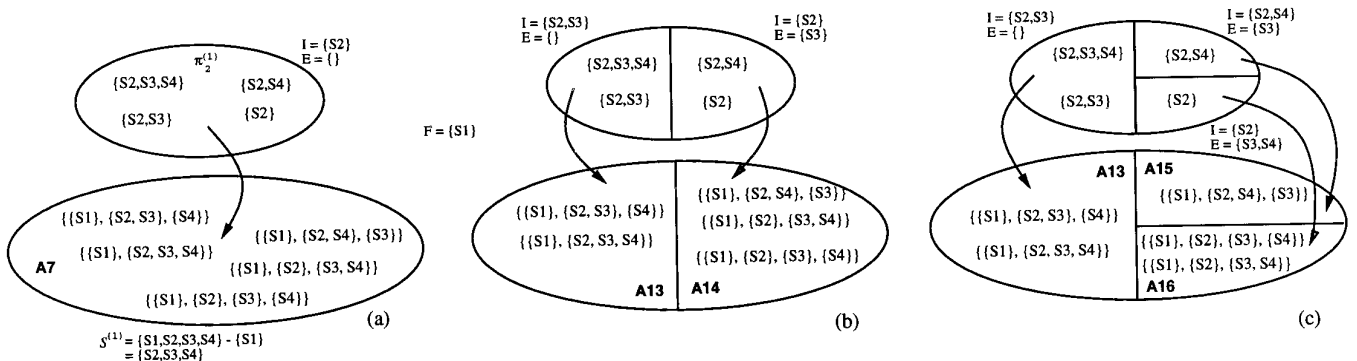 I = {S2}
E = {}
π₂⁽¹⁾
{S2,S3,S4}
{S2,S4}
{S2,S3}
{S2}
{{S1}, {S2, S3}, {S4}}
{{S1}, {S2, S3, S4}}
{{S1}, {S2, S4}, {S3}}
{{S1}, {S2}, {S3, S4}}
{{S1}, {S2}, {S3}, {S4}}
A7
(a)
S⁽¹⁾ = {S1,S2,S3,S4} - {S1}
= {S2,S3,S4}
I = {S2,S3}
E = {}
I = {S2}
E = {S3}
{S2,S3,S4}
{S2,S4}
{S2,S3}
{S2}
F = {S1}
{{S1}, {S2, S3}, {S4}}
{{S1}, {S2, S3, S4}}
{{S1}, {S2, S4}, {S3}}
{{S1}, {S2}, {S3, S4}}
{{S1}, {S2}, {S3}, {S4}}
A13
A14
(b)
I = {S2,S3}
E = {}
I = {S2,S4}
E = {S3}
{S2,S3,S4}
{S2,S4}
{S2,S3}
{S2}
I = {S2}
E = {S3,S4}
A13
A15
{{S1}, {S2, S4}, {S3}}
{{S1}, {S2, S3}, {S4}}
{{S1}, {S2, S3, S4}}
{{S1}, {S2}, {S3}, {S4}}
{{S1}, {S2}, {S3, S4}}
A16
(c)